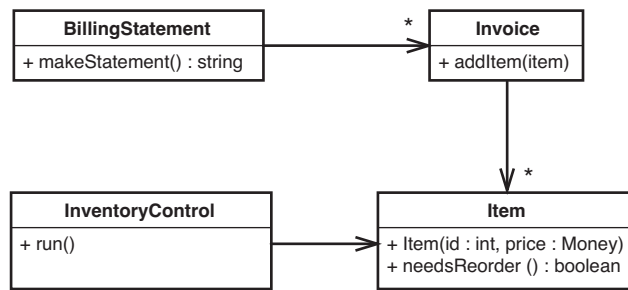 BillingStatement
+ makeStatement() : string
*
Invoice
+ addItem(item)
*
InventoryControl
+ run()
Item
+ Item(id : int, price : Money)
+ needsReorder () : boolean